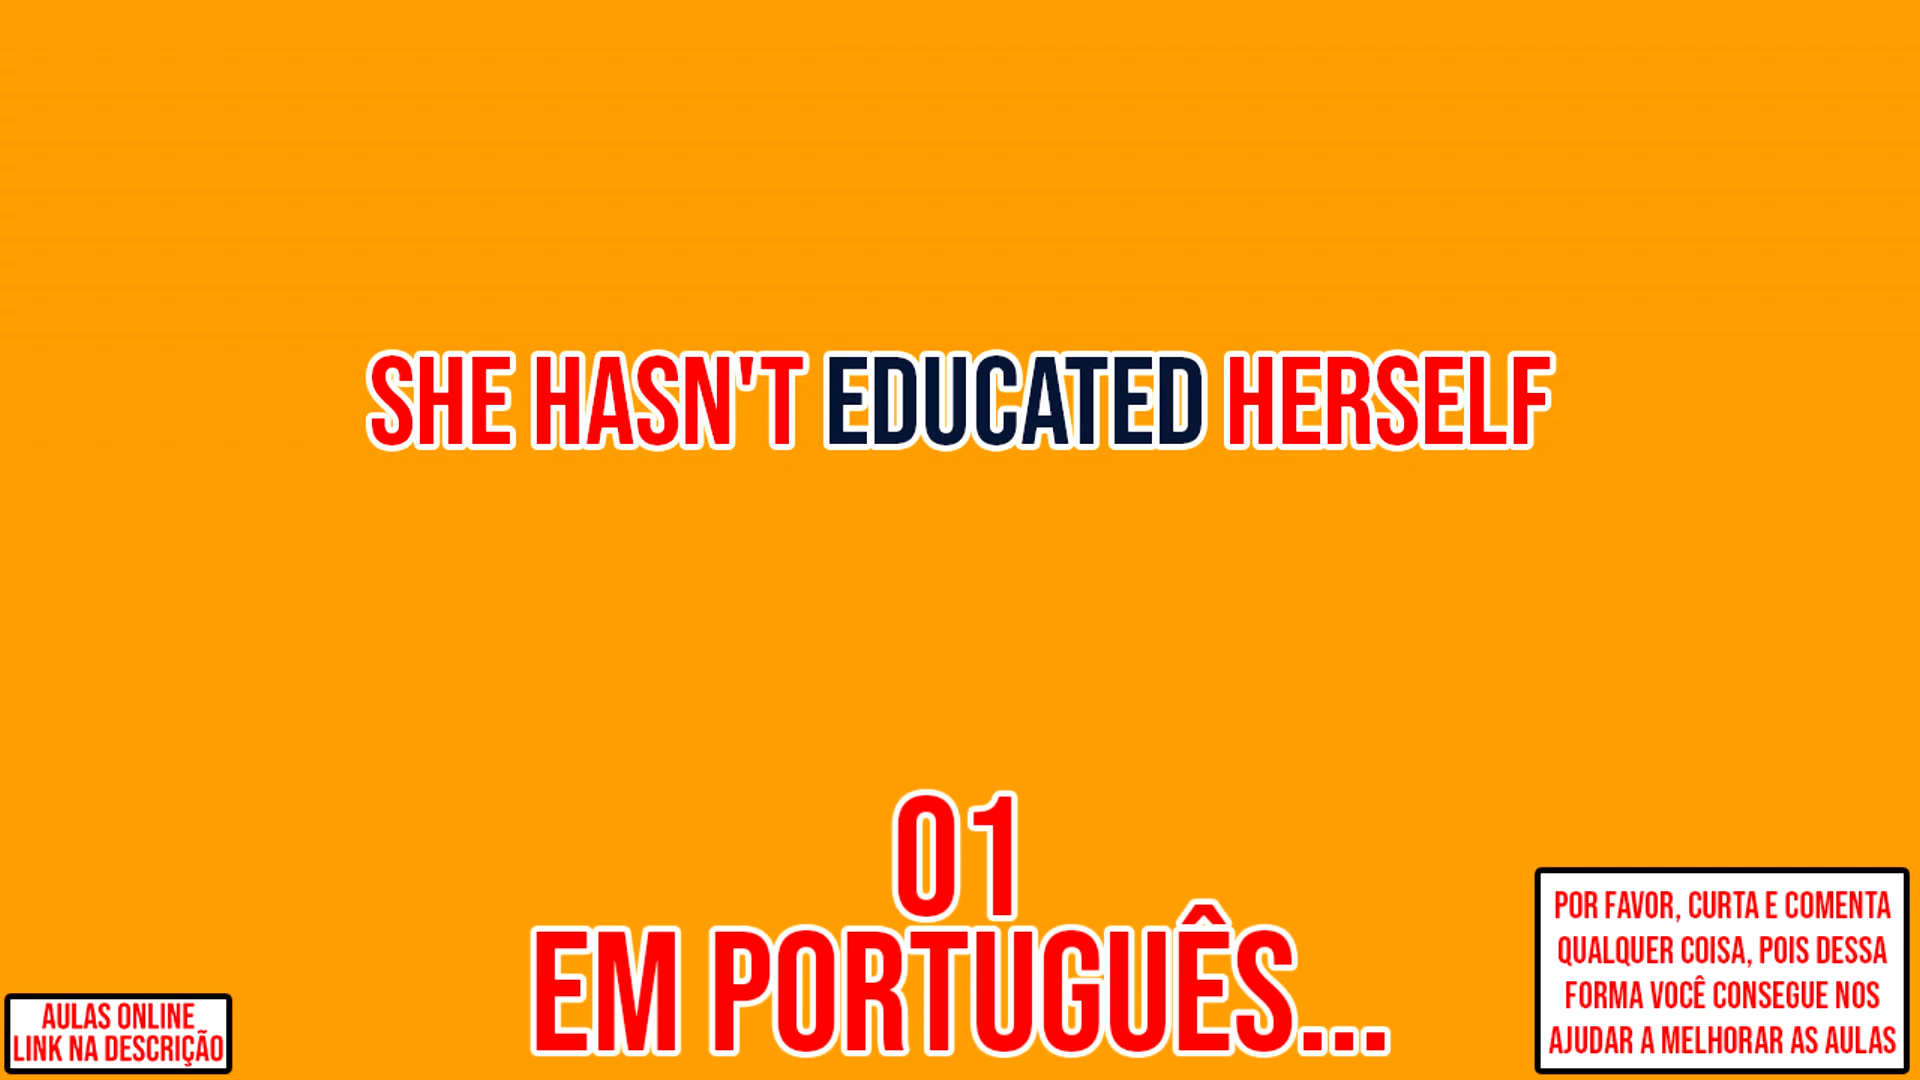 SHE HASN'T EDUCATED HERSELF
01
EM PORTUGUÊS...
AULAS ONLINE
LINK NA DESCRIÇÃO
POR FAVOR, CURTA E COMENTA
QUALQUER COISA, POIS DESSA
FORMA VOCÊ CONSEGUE NOS
AJUDAR A MELHORAR AS AULAS